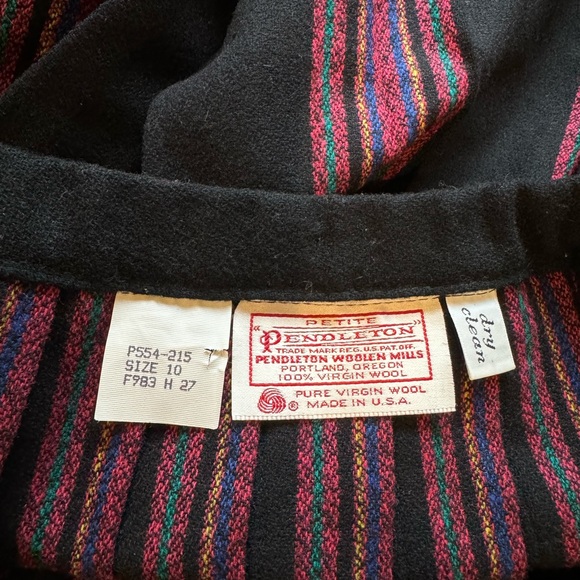 P554-215
SIZE 10
F983 H 27
PETITE
"PENDLETON"
TRADE MARK REG. U.S. PAT. OFF.
PENDLETON WOOLEN MILLS
PORTLAND, OREGON
100% VIRGIN WOOL
PURE VIRGIN WOOL
® MADE IN U.S.A.
dry
clean